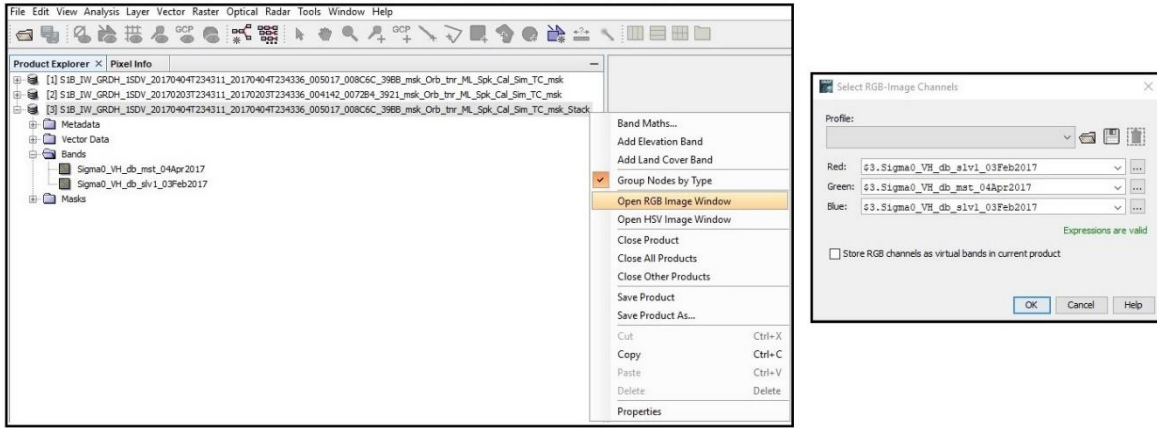 File Edit View Analysis Layer Vector Raster Optical Radar Tools Window Help
GCP
GCP
Product Explorer × Pixel Info
[1] S1B_IW_GRDH_1SDV_20170404T234311_20170404T234336_005017_008C6C_39BB_msk_Orb_tnr_ML_Spk_Cal_Sim_TC_msk
[2] S1B_IW_GRDH_1SDV_20170203T234311_20170203T234336_004142_0072B4_3921_msk_Orb_tnr_ML_Spk_Cal_Sim_TC_msk
[3] S1B_IW_GRDH_1SDV_20170404T234311_20170404T234336_005017_008C6C_39BB_msk_Orb_tnr_ML_Spk_Cal_Sim_TC_msk_Stack
Metadata
Vector Data
Bands
Sigma0_VH_db_mst_04Apr2017
Sigma0_VH_db_slv1_03Feb2017
Masks
Band Maths...
Add Elevation Band
Add Land Cover Band
Group Nodes by Type
Open RGB Image Window
Open HSV Image Window
Close Product
Close All Products
Close Other Products
Save Product
Save Product As...
Cut Ctrl+X
Copy Ctrl+C
Paste Ctrl+V
Delete Delete
Properties
Select RGB-Image Channels
Profile:
Red: $3.Sigma0_VH_db_slv1_03Feb2017 ...
Green: $3.Sigma0_VH_db_mst_04Apr2017 ...
Blue: $3.Sigma0_VH_db_slv1_03Feb2017 ...
Expressions are valid
Store RGB channels as virtual bands in current product
OK Cancel Help